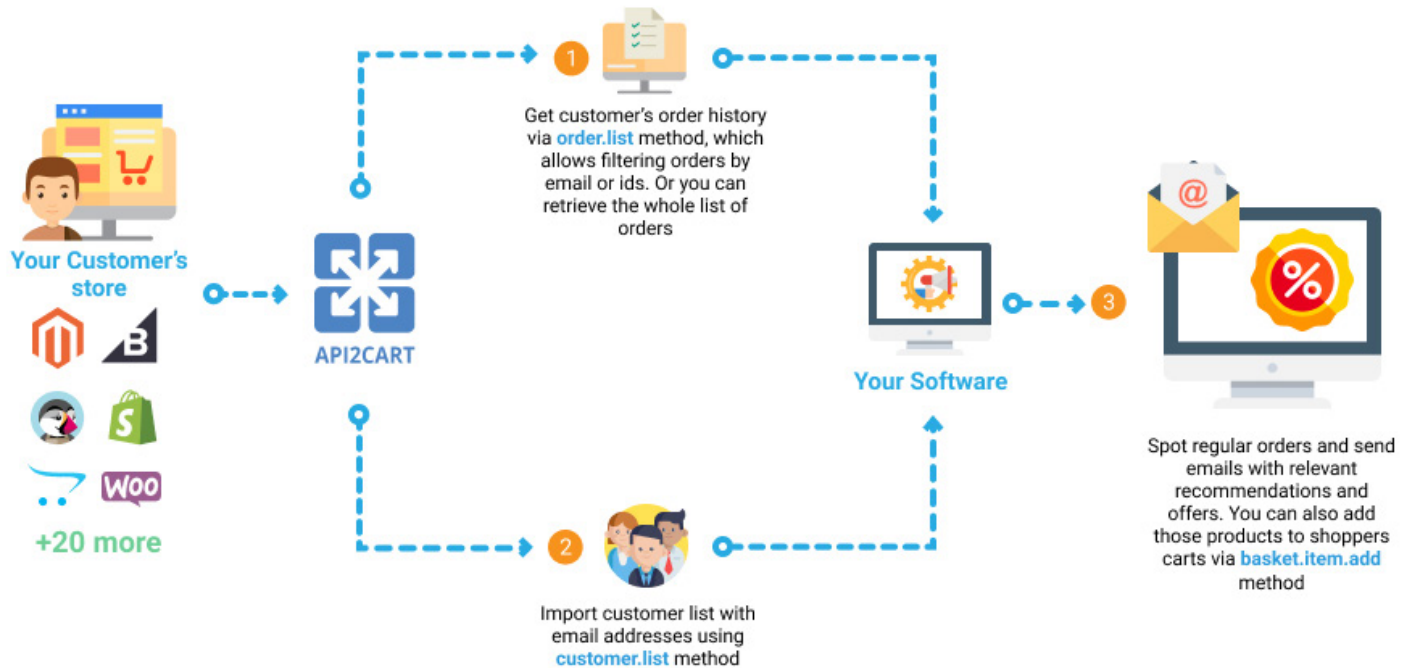 Your Customer's
store
B
S
WOO
+20 more
API2CART
1
Get customer's order history
via order.list method, which
allows filtering orders by
email or ids. Or you can
retrieve the whole list of
orders
2
Import customer list with
email addresses using
customer.list method
Your Software
3
@
%
Spot regular orders and send
emails with relevant
recommendations and
offers. You can also add
those products to shoppers
carts via basket.item.add
method